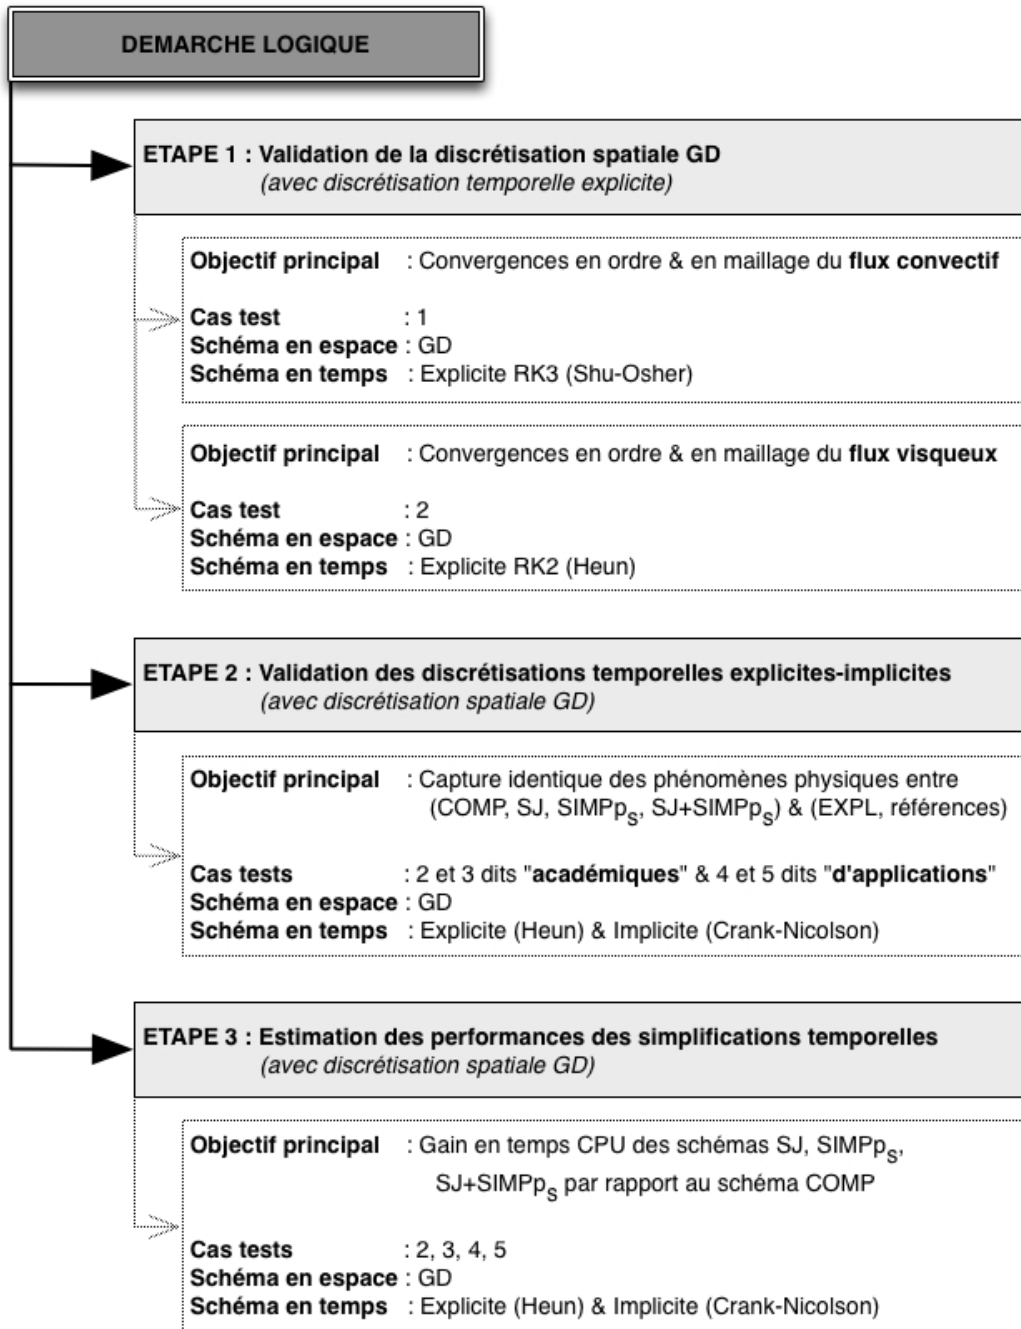 DEMARCHE LOGIQUE
ETAPE 1 : Validation de la discrétisation spatiale GD
(avec discrétisation temporelle explicite)
Objectif principal : Convergences en ordre & en maillage du flux convectif
Cas test : 1
Schéma en espace : GD
Schéma en temps : Explicite RK3 (Shu-Osher)
Objectif principal : Convergences en ordre & en maillage du flux visqueux
Cas test : 2
Schéma en espace : GD
Schéma en temps : Explicite RK2 (Heun)
ETAPE 2 : Validation des discrétisations temporelles explicites-implicites
(avec discrétisation spatiale GD)
Objectif principal : Capture identique des phénomènes physiques entre
(COMP, SJ, SIMPpS, SJ+SIMPpS) & (EXPL, références)
Cas tests : 2 et 3 dits "académiques" & 4 et 5 dits "d'applications"
Schéma en espace : GD
Schéma en temps : Explicite (Heun) & Implicite (Crank-Nicolson)
ETAPE 3 : Estimation des performances des simplifications temporelles
(avec discrétisation spatiale GD)
Objectif principal : Gain en temps CPU des schémas SJ, SIMPpS,
SJ+SIMPpS par rapport au schéma COMP
Cas tests : 2, 3, 4, 5
Schéma en espace : GD
Schéma en temps : Explicite (Heun) & Implicite (Crank-Nicolson)